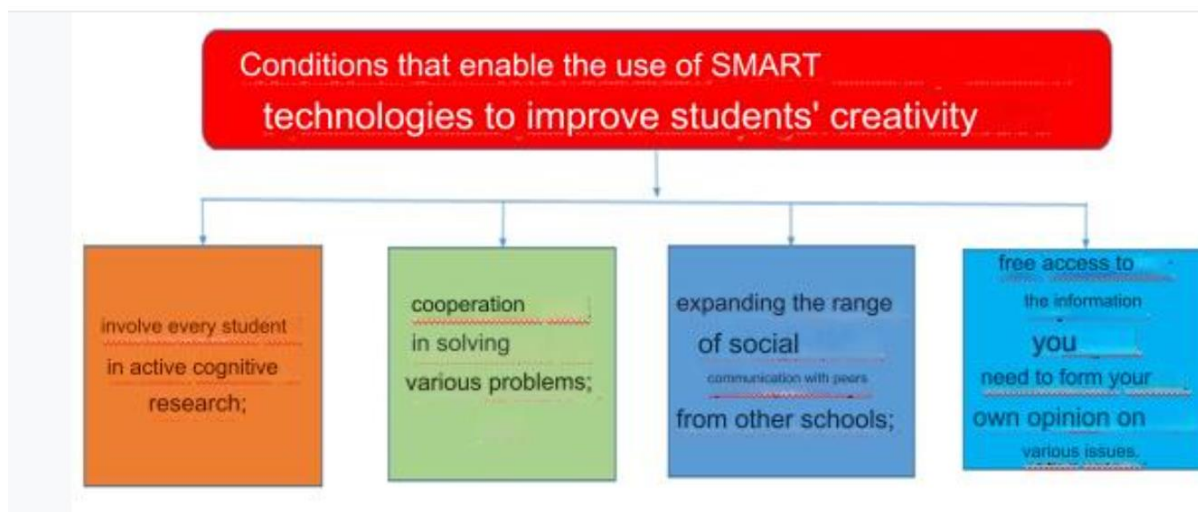 Conditions that enable the use of SMART
technologies to improve students' creativity
involve every student
in active cognitive
research;
cooperation
in solving
various problems;
expanding the range
of social
communication with peers
from other schools;
free access to
the information
you
need to form your
own opinion on
various issues.